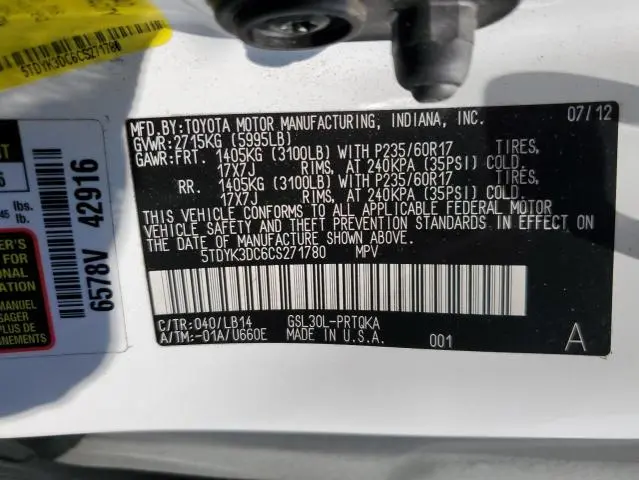 5TDYK3DC6CS271780
MFD.BY:TOYOTA MOTOR MANUFACTURING, INDIANA, INC. 07/12
GVWR:2715KG (5995LB)
GAWR:FRT. 1405KG (3100LB) WITH P235/60R17 TIRES,
17X7J RIMS, AT 240KPA (35PSI) COLD.
RR. 1405KG (3100LB) WITH P235/60R17 TIRES,
17X7J RIMS, AT 240KPA (35PSI) COLD.
THIS VEHICLE CONFORMS TO ALL APPLICABLE FEDERAL MOTOR
VEHICLE SAFETY AND THEFT PREVENTION STANDARDS IN EFFECT ON
THE DATE OF MANUFACTURE SHOWN ABOVE.
5TDYK3DC6CS271780 MPV
C/TR:040/LB14 GSL30L-PRTQKA
A/TM:-01A/U660E MADE IN U.S.A. 001 A
6578V 42916
lbs.
lb.
MANUEL